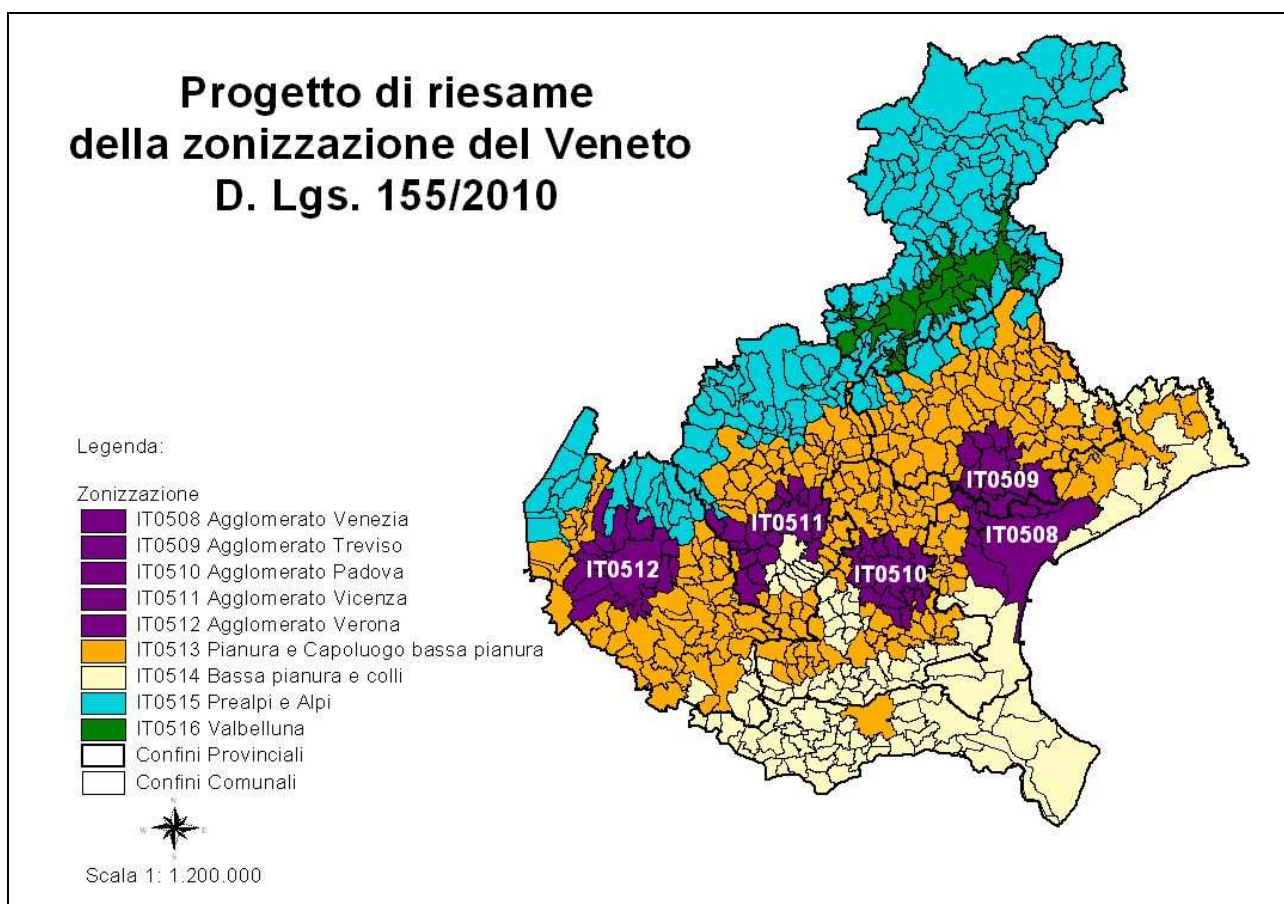 Progetto di riesame
della zonizzazione del Veneto
D. Lgs. 155/2010
Legenda:
Zonizzazione
IT0508 Agglomerato Venezia
IT0509 Agglomerato Treviso
IT0510 Agglomerato Padova
IT0511 Agglomerato Vicenza
IT0512 Agglomerato Verona
IT0513 Pianura e Capoluogo bassa pianura
IT0514 Bassa pianura e colli
IT0515 Prealpi e Alpi
IT0516 Valbelluna
Confini Provinciali
Confini Comunali
N
W E
S
Scala 1: 1.200.000
IT0509
IT0511
IT0508
IT0512
IT0510